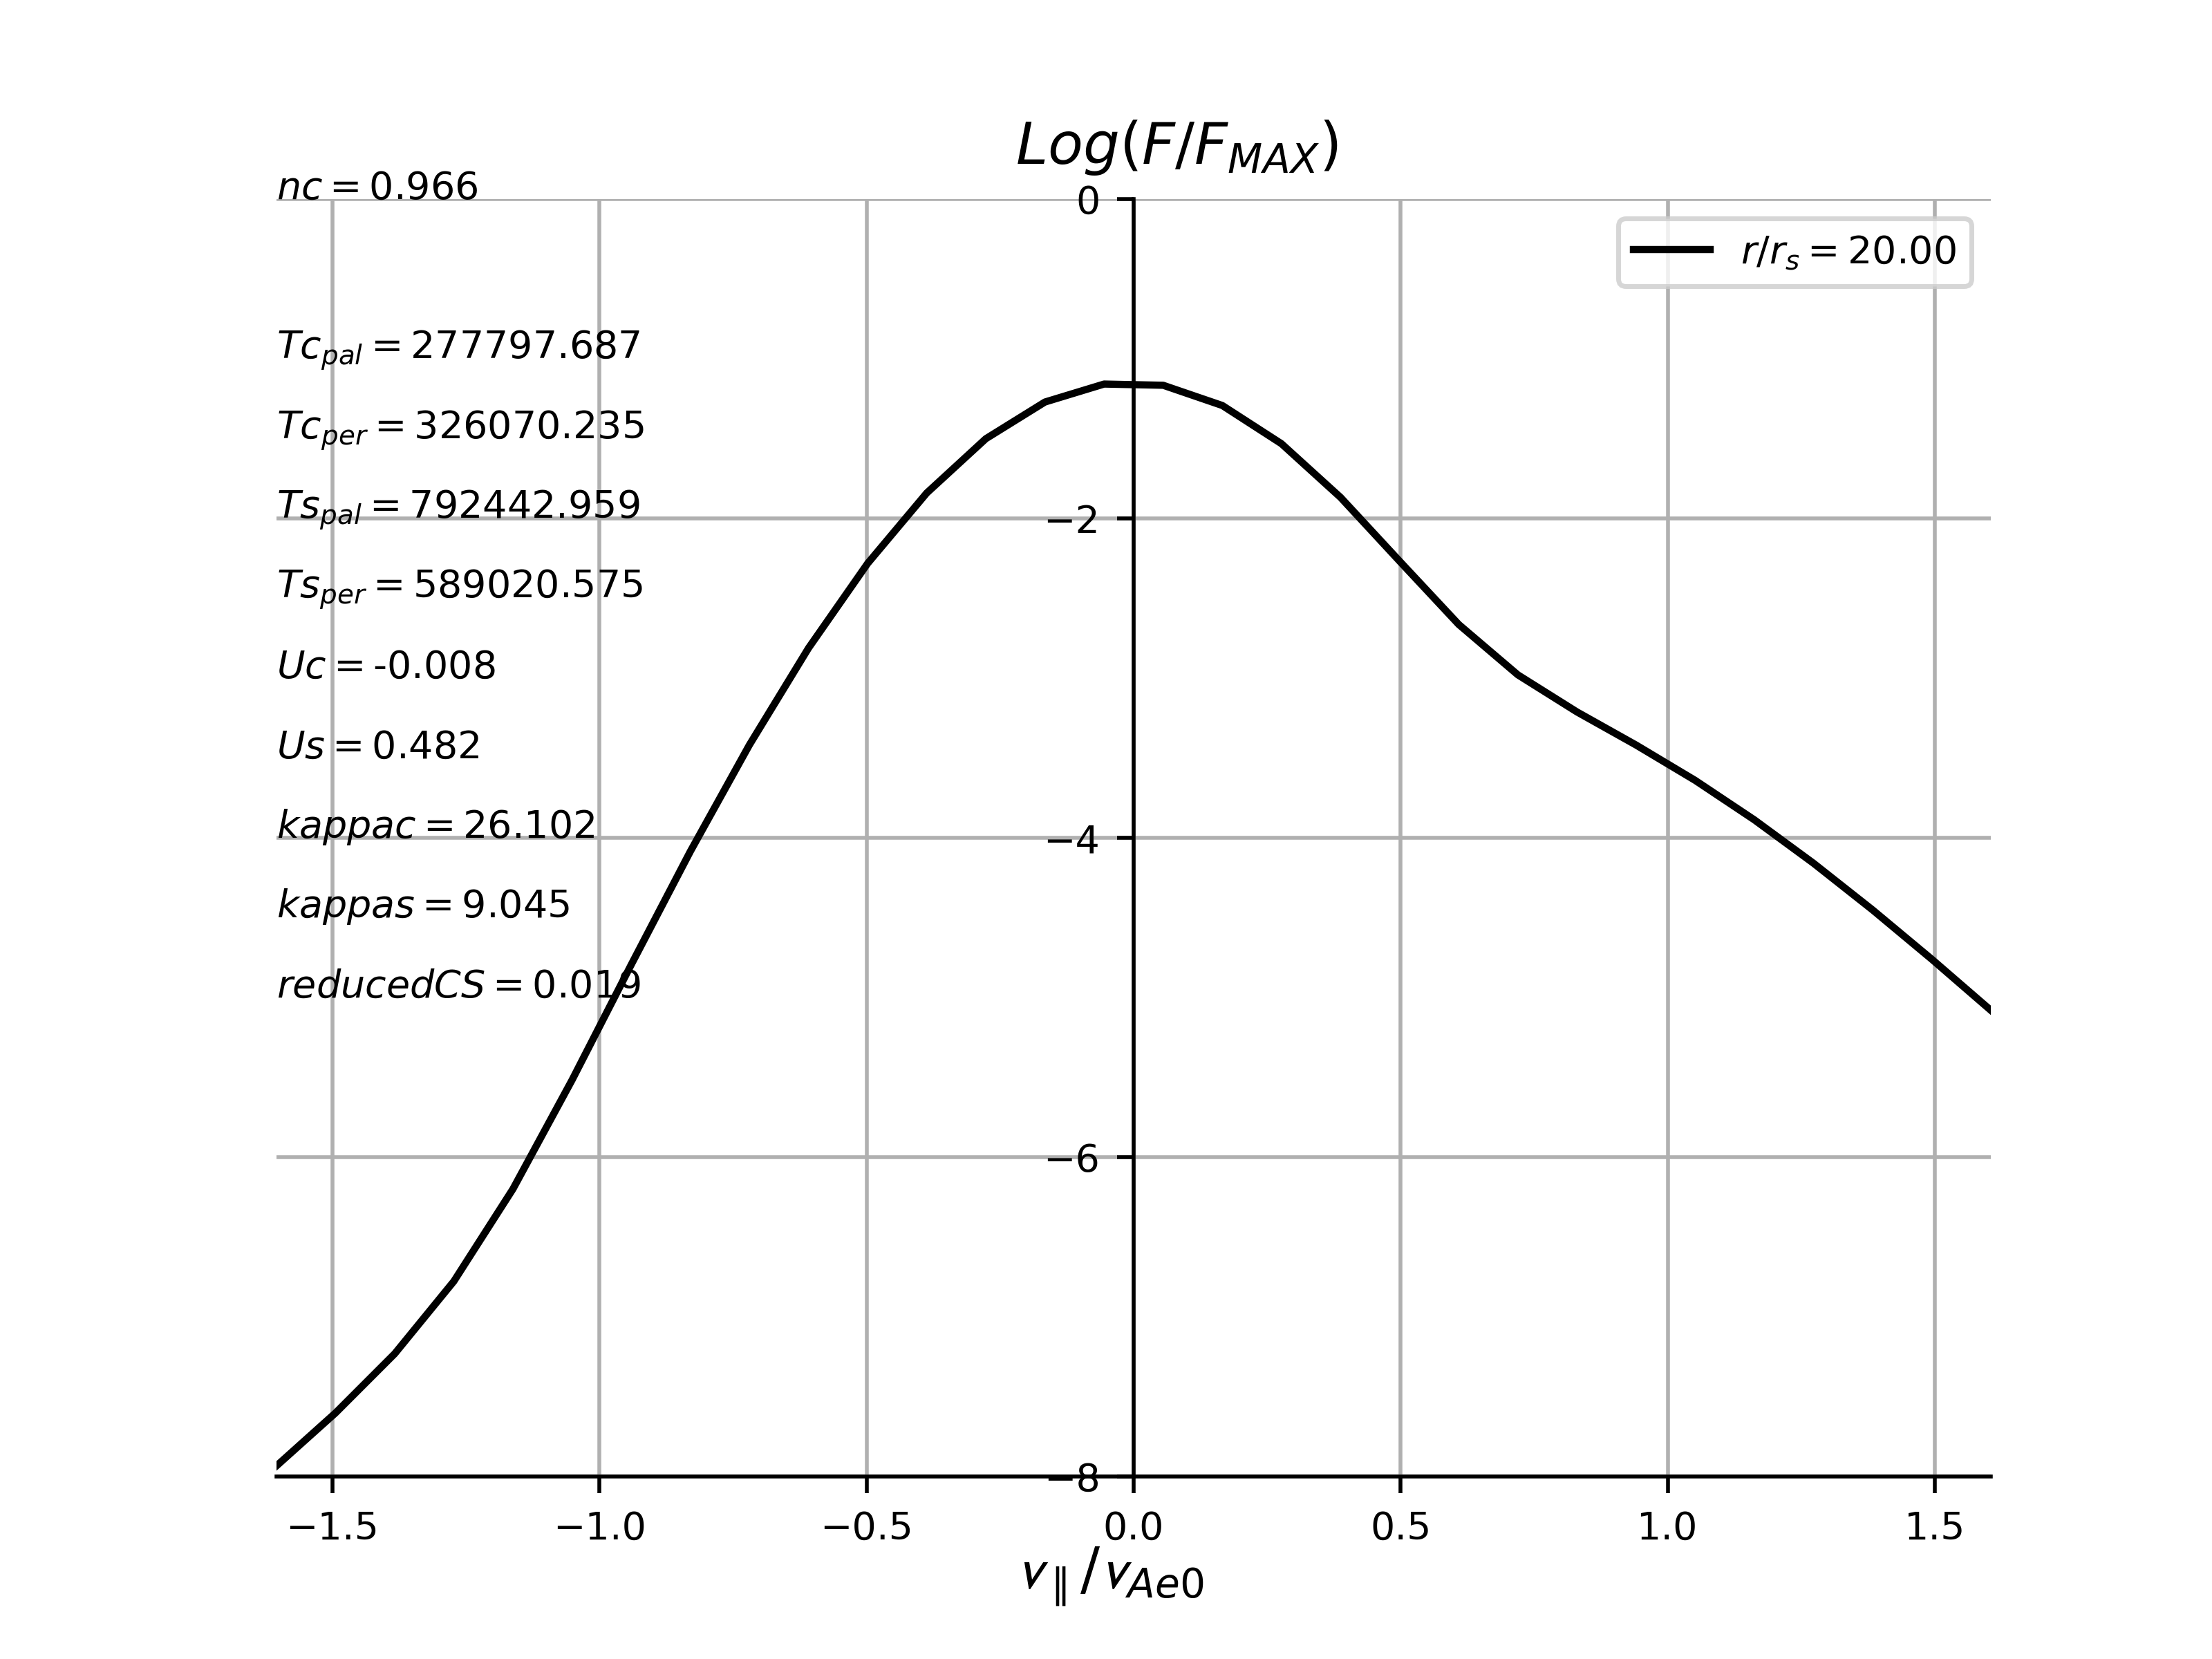 Log(F/F_MAX)
nc = 0.966
0
r/r_s = 20.00
Tc_pal = 277797.687
Tc_per = 326070.235
Ts_pal = 792442.959
−2
Ts_per = 589020.575
Uc = -0.008
Us = 0.482
kappac = 26.102
−4
kappas = 9.045
reducedCS = 0.019
−6
−8
−1.5 −1.0 −0.5 0.0 0.5 1.0 1.5
v_∥/v_Ae0